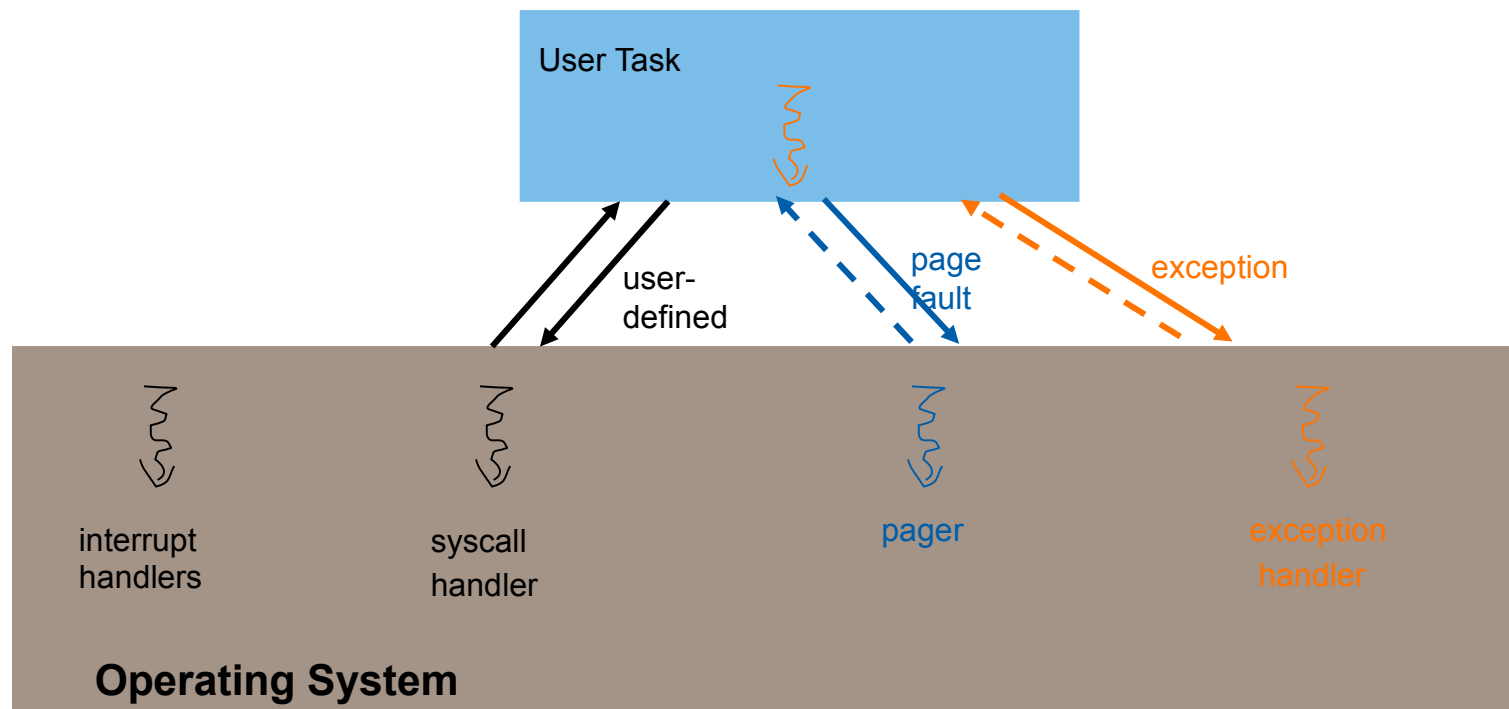 User Task
user-
defined
page
fault
exception
interrupt
handlers
syscall
handler
pager
exception
handler
Operating System